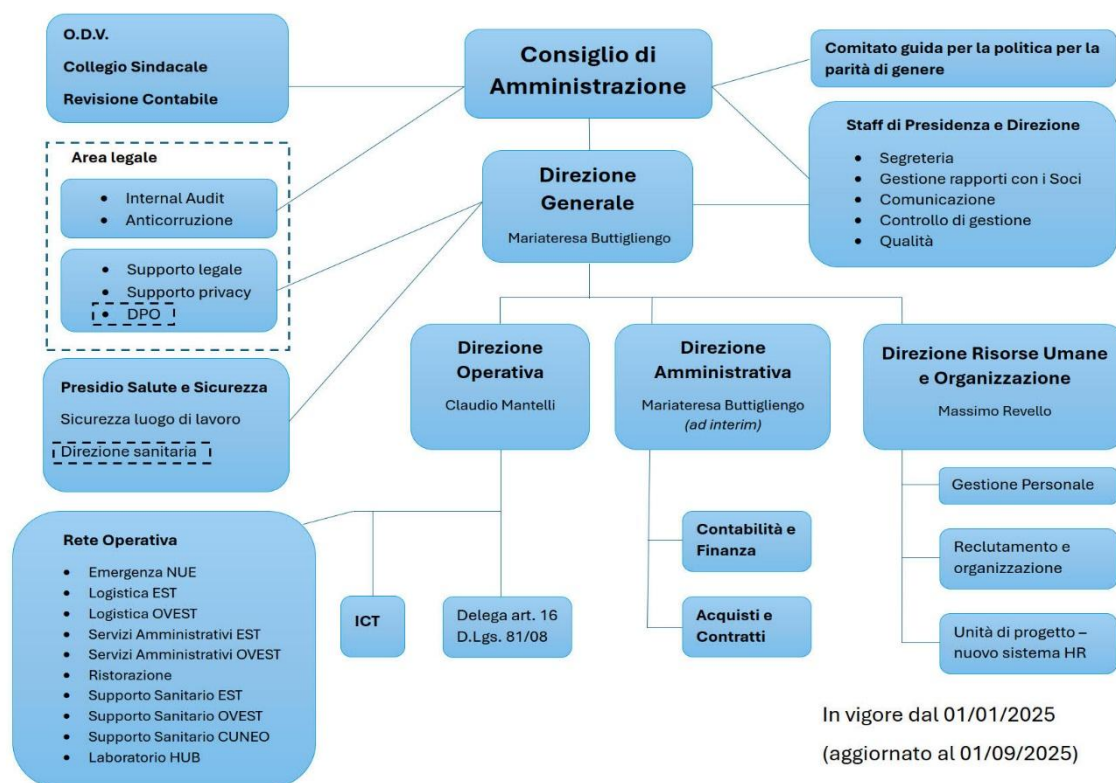 O.D.V.
Collegio Sindacale
Revisione Contabile
Consiglio di
Amministrazione
Comitato guida per la politica per la
parità di genere
Staff di Presidenza e Direzione
• Segreteria
• Gestione rapporti con i Soci
• Comunicazione
• Controllo di gestione
• Qualità
Area legale
• Internal Audit
• Anticorruzione
• Supporto legale
• Supporto privacy
• DPO
Direzione
Generale
Mariateresa Buttigliengo
Presidio Salute e Sicurezza
Sicurezza luogo di lavoro
Direzione sanitaria
Direzione
Operativa
Claudio Mantelli
Direzione
Amministrativa
Mariateresa Buttigliengo
(ad interim)
Direzione Risorse Umane
e Organizzazione
Massimo Revello
Rete Operativa
• Emergenza NUE
• Logistica EST
• Logistica OVEST
• Servizi Amministrativi EST
• Servizi Amministrativi OVEST
• Ristorazione
• Supporto Sanitario EST
• Supporto Sanitario OVEST
• Supporto Sanitario CUNEO
• Laboratorio HUB
ICT
Delega art. 16
D.Lgs. 81/08
Contabilità e
Finanza
Acquisti e
Contratti
Gestione Personale
Reclutamento e
organizzazione
Unità di progetto –
nuovo sistema HR
In vigore dal 01/01/2025
(aggiornato al 01/09/2025)